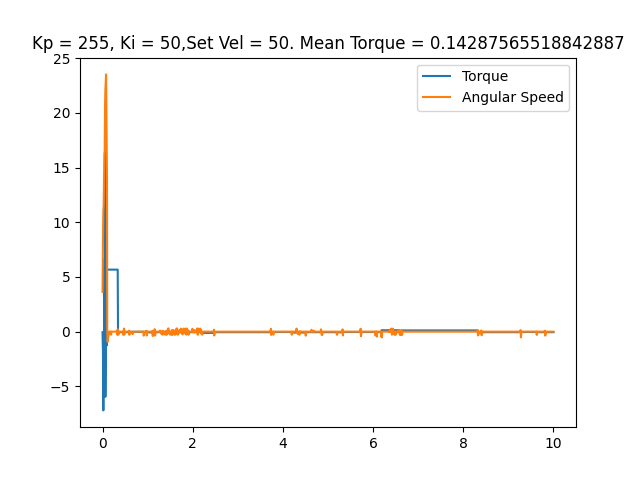 Kp = 255, Ki = 50,Set Vel = 50. Mean Torque = 0.14287565518842887
25
20
15
10
5
0
−5
Torque
Angular Speed
0 2 4 6 8 10